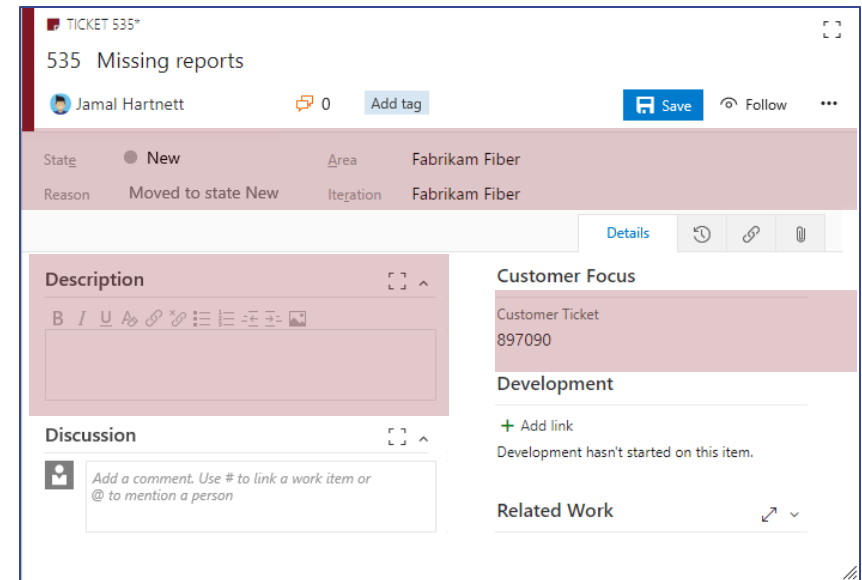 TICKET 535*
535 Missing reports
Jamal Hartnett 0 Add tag Save Follow
State New Area Fabrikam Fiber
Reason Moved to state New Iteration Fabrikam Fiber
Details
Description
B I U A
Discussion
Add a comment. Use # to link a work item or
@ to mention a person
Customer Focus
Customer Ticket
897090
Development
+ Add link
Development hasn't started on this item.
Related Work